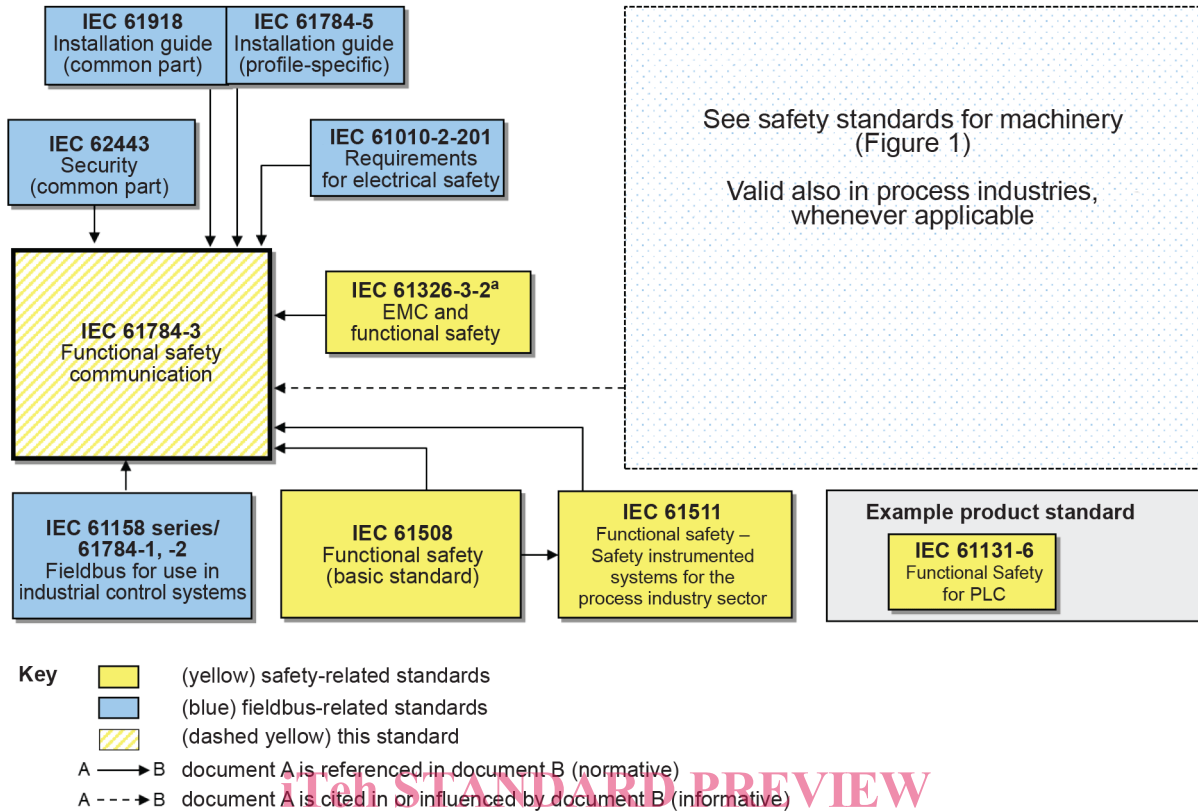 IEC 61918
Installation guide
(common part)
IEC 61784-5
Installation guide
(profile-specific)
IEC 62443
Security
(common part)
IEC 61010-2-201
Requirements
for electrical safety
See safety standards for machinery
(Figure 1)
Valid also in process industries,
whenever applicable
IEC 61784-3
Functional safety
communication
IEC 61326-3-2ᵃ
EMC and
functional safety
IEC 61158 series/
61784-1, -2
Fieldbus for use in
industrial control systems
IEC 61508
Functional safety
(basic standard)
IEC 61511
Functional safety –
Safety instrumented
systems for the
process industry sector
Example product standard
IEC 61131-6
Functional Safety
for PLC
Key
(yellow) safety-related standards
(blue) fieldbus-related standards
(dashed yellow) this standard
A B document A is referenced in document B (normative)
iTeh STANDARD PREVIEW
A B document A is cited in or influenced by document B (informative)